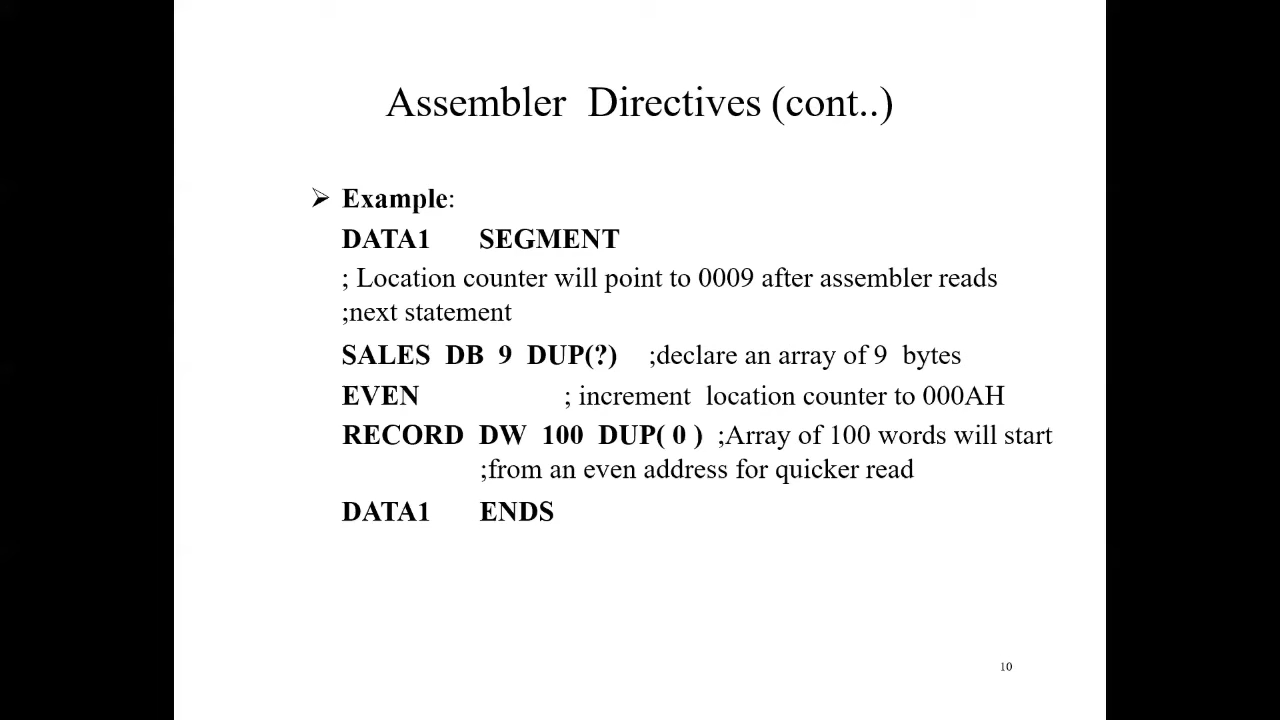 Assembler Directives (cont..)
➢ Example:
DATA1 SEGMENT
; Location counter will point to 0009 after assembler reads
;next statement
SALES DB 9 DUP(?) ;declare an array of 9 bytes
EVEN ; increment location counter to 000AH
RECORD DW 100 DUP( 0 ) ;Array of 100 words will start
;from an even address for quicker read
DATA1 ENDS
10